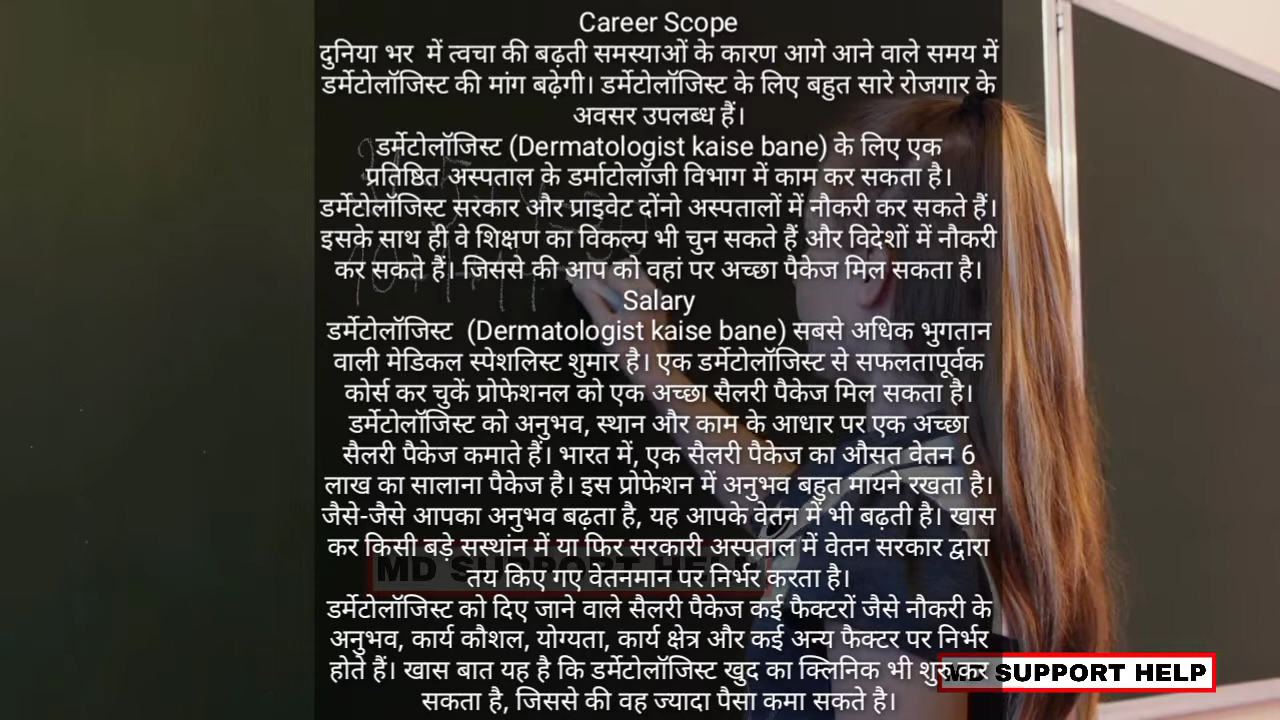 Career Scope
दुनिया भर में त्वचा की बढ़ती समस्याओं के कारण आगे आने वाले समय में
डर्मेटोलॉजिस्ट की मांग बढ़ेगी। डर्मेटोलॉजिस्ट के लिए बहुत सारे रोजगार के
अवसर उपलब्ध हैं।
डर्मेटोलॉजिस्ट (Dermatologist kaise bane) के लिए एक
प्रतिष्ठित अस्पताल के डर्माटोलॉजी विभाग में काम कर सकता है।
डर्मेटोलॉजिस्ट सरकार और प्राइवेट दोंनो अस्पतालों में नौकरी कर सकते हैं।
इसके साथ ही वे शिक्षण का विकल्प भी चुन सकते हैं और विदेशों में नौकरी
कर सकते हैं। जिससे की आप को वहां पर अच्छा पैकेज मिल सकता है।
Salary
डर्मेटोलॉजिस्ट (Dermatologist kaise bane) सबसे अधिक भुगतान
वाली मेडिकल स्पेशलिस्ट शुमार है। एक डर्मेटोलॉजिस्ट से सफलतापूर्वक
कोर्स कर चुकें प्रोफेशनल को एक अच्छा सैलरी पैकेज मिल सकता है।
डर्मेटोलॉजिस्ट को अनुभव, स्थान और काम के आधार पर एक अच्छा
सैलरी पैकेज कमाते हैं। भारत में, एक सैलरी पैकेज का औसत वेतन 6
लाख का सालाना पैकेज है। इस प्रोफेशन में अनुभव बहुत मायने रखता है।
जैसे-जैसे आपका अनुभव बढ़ता है, यह आपके वेतन में भी बढ़ती है। खास
कर किसी बड़े सस्थांन में या फिर सरकारी अस्पताल में वेतन सरकार द्वारा
MD SUPPORT HELP
तय किए गए वेतनमान पर निर्भर करता है।
डर्मेटोलॉजिस्ट को दिए जाने वाले सैलरी पैकेज कई फैक्टरों जैसे नौकरी के
अनुभव, कार्य कौशल, योग्यता, कार्य क्षेत्र और कई अन्य फैक्टर पर निर्भर
होते हैं। खास बात यह है कि डर्मेटोलॉजिस्ट खुद का क्लिनिक भी शुरु कर
MD SUPPORT HELP
सकता है, जिससे की वह ज्यादा पैसा कमा सकते है।